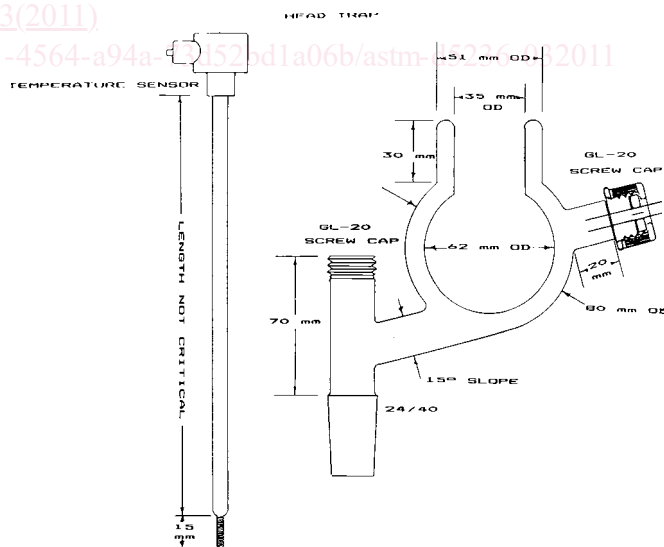 3(2011)
HEAD TRAP
-4564-a94a-73d52bd1a06b/astm-d5236-032011
51 mm OD
TEMPERATURE SENSOR
35 mm
OD
30 mm
GL-20
SCREW CAP
GL-20
SCREW CAP
62 mm OD
LENGTH NOT CRITICAL
20
mm
70 mm
80 mm OD
15° SLOPE
24/40
15
mm